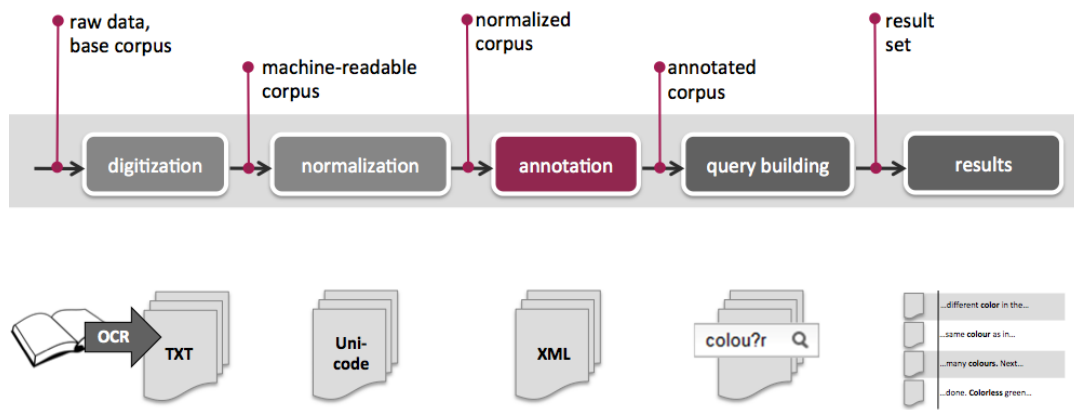 raw data,
base corpus
machine-readable
corpus
normalized
corpus
annotated
corpus
result
set
digitization
normalization
annotation
query building
results
OCR
TXT
Uni-
code
XML
colou?r
...different color in the...
...same colour as in...
...many colours. Next...
...done. Colorless green...